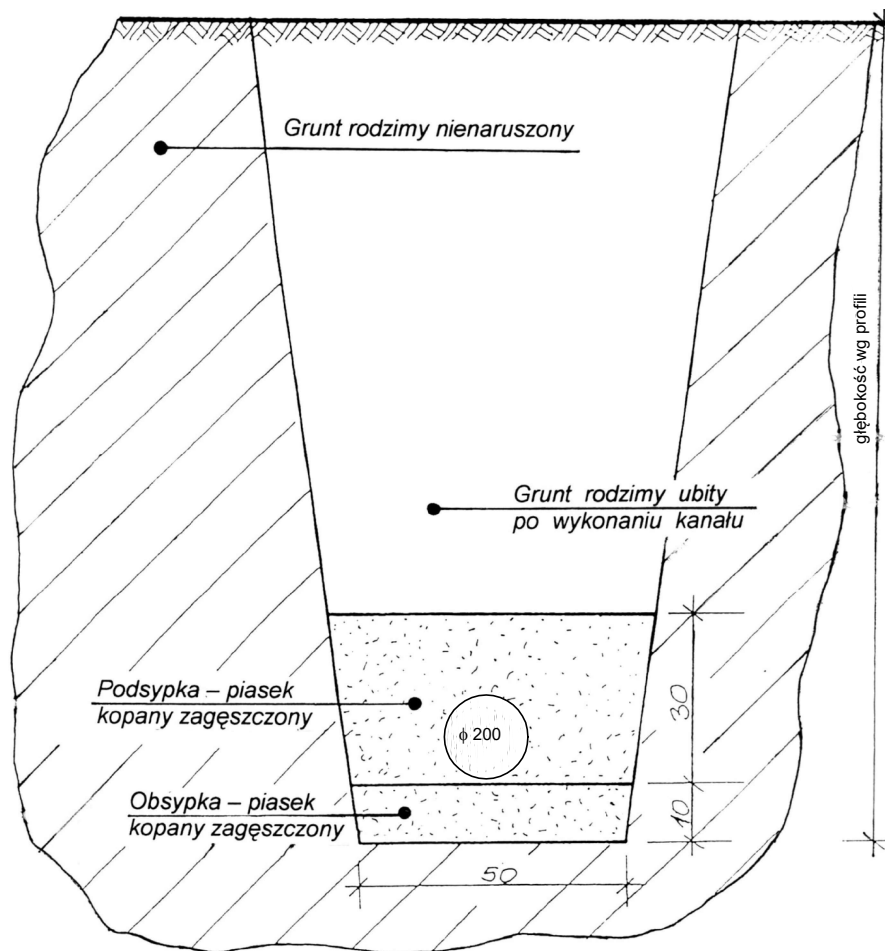 Grunt rodzimy nienaruszony
głębokość wg profili
Grunt rodzimy ubity
po wykonaniu kanału
Podsypka – piasek
kopany zagęszczony
ϕ 200
30
Obsypka – piasek
kopany zagęszczony
10
50